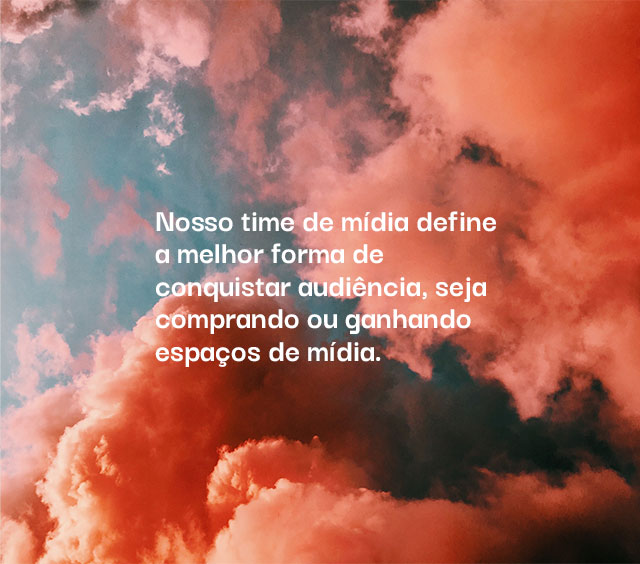 Nosso time de mídia define
a melhor forma de
conquistar audiência, seja
comprando ou ganhando
espaços de mídia.